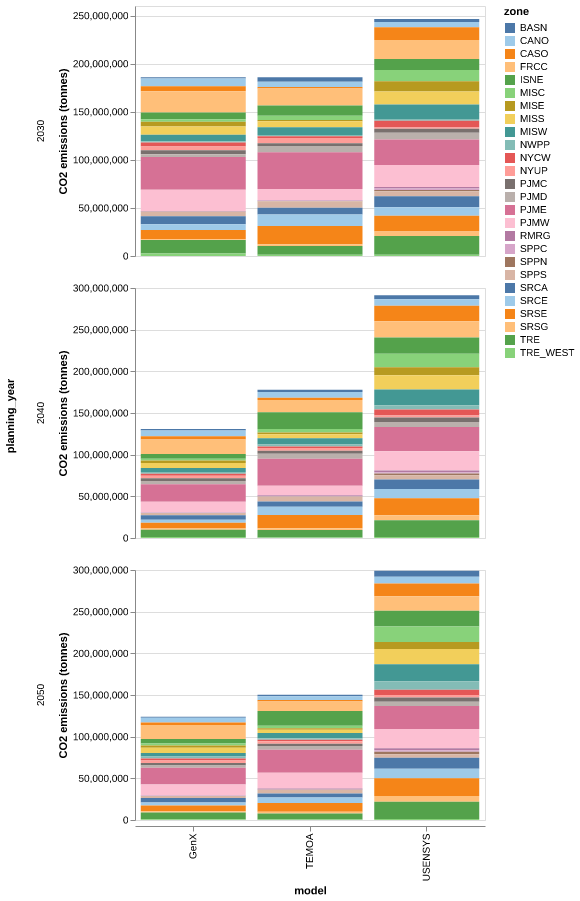 zone
BASN
CANO
CASO
FRCC
ISNE
MISC
MISE
MISS
MISW
NWPP
NYCW
NYUP
PJMC
PJMD
PJME
PJMW
RMRG
SPPC
SPPN
SPPS
SRCA
SRCE
SRSE
SRSG
TRE
TRE_WEST
planning_year
2030
CO2 emissions (tonnes)
250,000,000
200,000,000
150,000,000
100,000,000
50,000,000
0
2040
CO2 emissions (tonnes)
300,000,000
250,000,000
200,000,000
150,000,000
100,000,000
50,000,000
0
2050
CO2 emissions (tonnes)
300,000,000
250,000,000
200,000,000
150,000,000
100,000,000
50,000,000
0
GenX
TEMOA
USENSYS
model